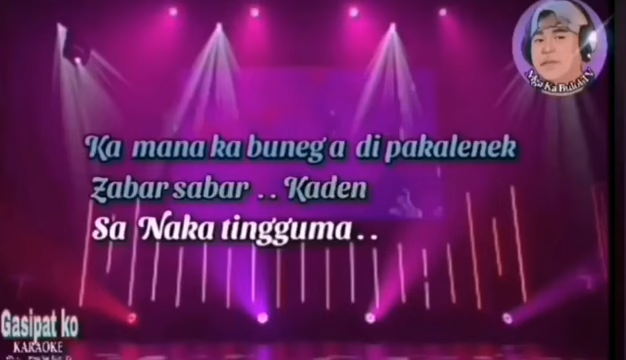 Ka mana ka buneg a di pakalenek
Zabar sabar . . Kaden
Sa Naka tingguma . .
Gasipat ko
KARAOKE